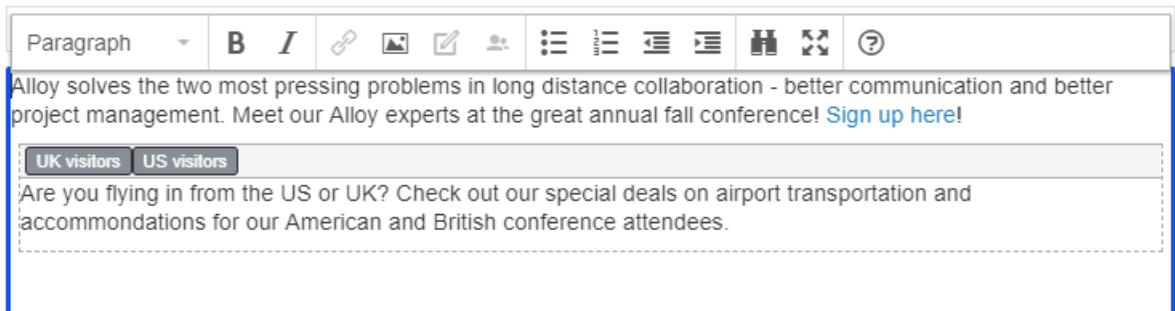 Paragraph
Alloy solves the two most pressing problems in long distance collaboration - better communication and better
project management. Meet our Alloy experts at the great annual fall conference! Sign up here!
UK visitors US visitors
Are you flying in from the US or UK? Check out our special deals on airport transportation and
accommondations for our American and British conference attendees.